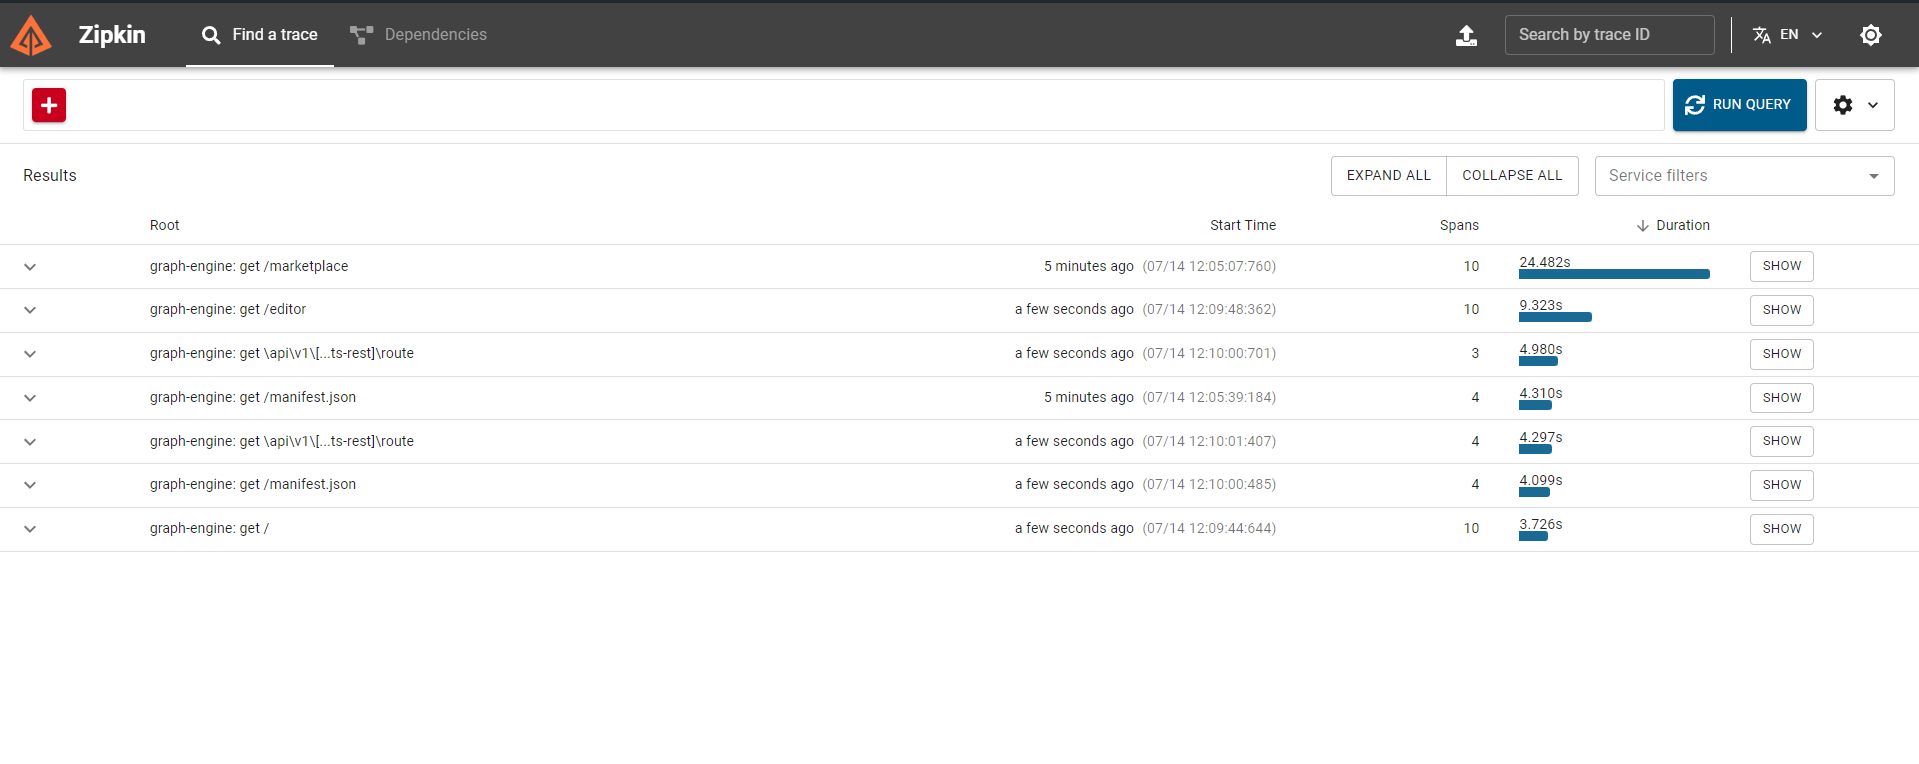 Zipkin Find a trace Dependencies Search by trace ID EN
RUN QUERY
Results EXPAND ALL COLLAPSE ALL Service filters
Root Start Time Spans Duration
graph-engine: get /marketplace 5 minutes ago (07/14 12:05:07:760) 10 24.482s SHOW
graph-engine: get /editor a few seconds ago (07/14 12:09:48:362) 10 9.323s SHOW
graph-engine: get \api\v1\[...ts-rest]\route a few seconds ago (07/14 12:10:00:701) 3 4.980s SHOW
graph-engine: get /manifest.json 5 minutes ago (07/14 12:05:39:184) 4 4.310s SHOW
graph-engine: get \api\v1\[...ts-rest]\route a few seconds ago (07/14 12:10:01:407) 4 4.297s SHOW
graph-engine: get /manifest.json a few seconds ago (07/14 12:10:00:485) 4 4.099s SHOW
graph-engine: get / a few seconds ago (07/14 12:09:44:644) 10 3.726s SHOW